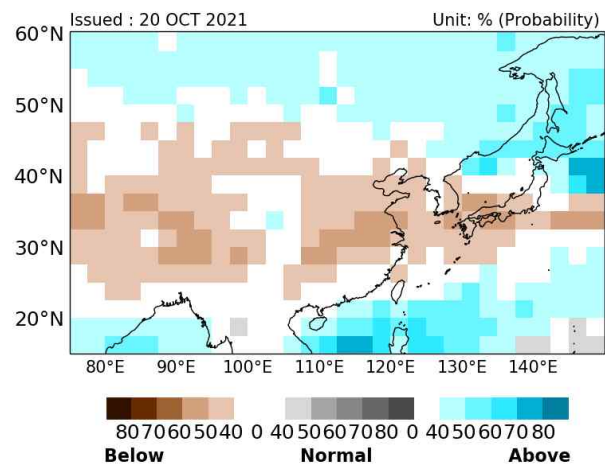 Issued : 20 OCT 2021 Unit: % (Probability)
60°N
50°N
40°N
30°N
20°N
80°E 90°E 100°E 110°E 120°E 130°E 140°E
80 70 60 50 40 0 40 50 60 70 80 0 40 50 60 70 80
Below Normal Above